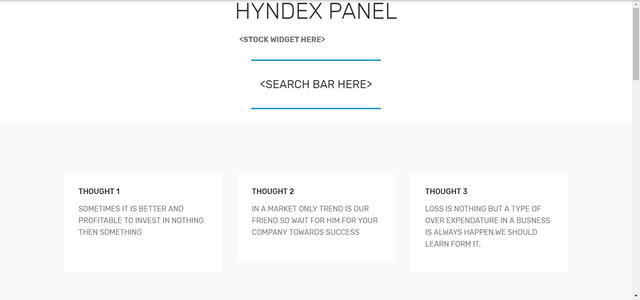 HYNDEX PANEL
<STOCK WIDGET HERE>
<SEARCH BAR HERE>
THOUGHT 1
SOMETIMES IT IS BETTER AND
PROFITABLE TO INVEST IN NOTHING
THEN SOMETHING
THOUGHT 2
IN A MARKET ONLY TREND IS OUR
FRIEND SO WAIT FOR HIM FOR YOUR
COMPANY TOWARDS SUCCESS
THOUGHT 3
LOSS IS NOTHING BUT A TYPE OF
OVER EXPENDATURE IN A BUSNESS
IS ALWAYS HAPPEN.WE SHOULD
LEARN FORM IT.